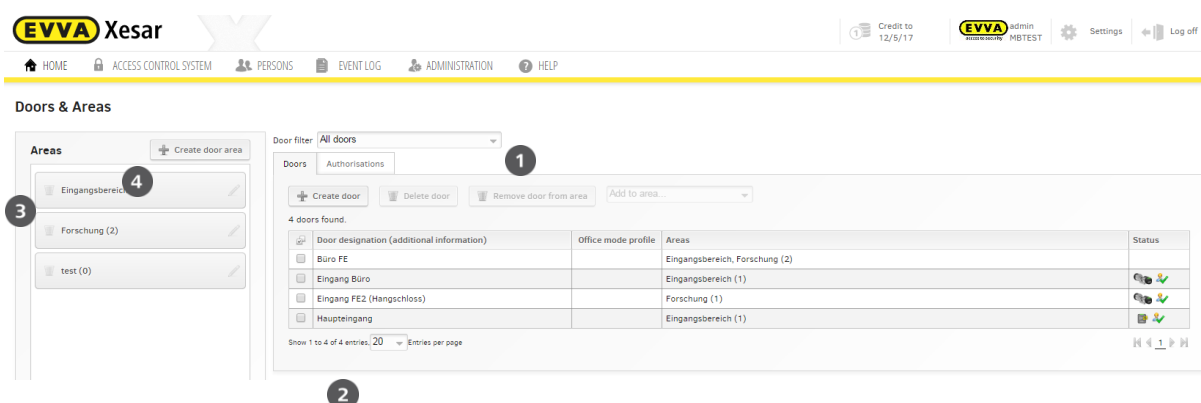 EVVA Xesar
Credit to
12/5/17
EVVA admin
MBTEST
Settings
Log off
HOME ACCESS CONTROL SYSTEM PERSONS EVENT LOG ADMINISTRATION HELP
Doors & Areas
Areas
Create door area
Eingangsbereich
4
3
Forschung (2)
test (0)
Door filter All doors
1
Doors Authorisations
Create door Delete door Remove door from area Add to area...
4 doors found.
Door designation (additional information) Office mode profile Areas Status
Büro FE Eingangsbereich, Forschung (2)
Eingang Büro Eingangsbereich (1)
Eingang FE2 (Hangschloss) Forschung (1)
Haupteingang Eingangsbereich (1)
Show 1 to 4 of 4 entries. 20 Entries per page
1
2